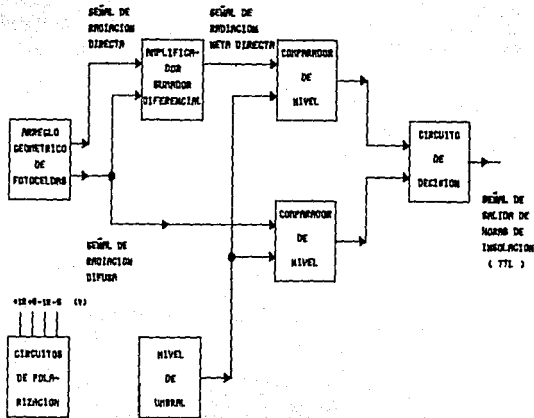 SEÑAL DE
RADIACION
DIRECTA
SEÑAL DE
RADIACION
NETA DIRECTA
AMPLIFICA-
DOR
SUMADOR
DIFERENCIAL
COMPARADOR
DE
NIVEL
ARREGLO
GEOMETRICO
DE
FOTOCELDAS
CIRCUITO
DE
DECISION
COMPARADOR
DE
NIVEL
SEÑAL DE
RADIACION
DIFUSA
SEÑAL DE
SALIDA DE
HORAS DE
INSOLACION
( TTL )
(V)
CIRCUITOS
DE POLA-
RIZACION
NIVEL
DE
UMBRAL